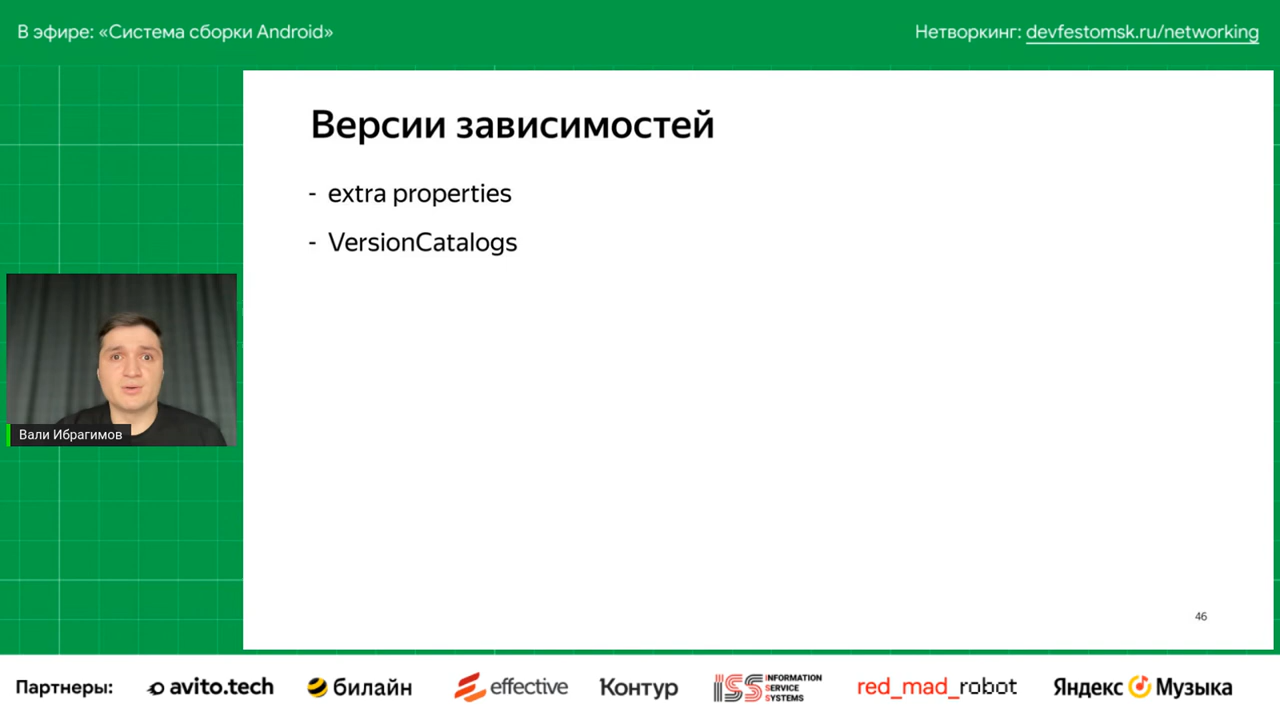 В эфире: «Система сборки Android»
Нетворкинг: devfestomsk.ru/networking
Версии зависимостей
- extra properties
- VersionCatalogs
Вали Ибрагимов
46
Партнеры: avito.tech билайн effective Контур ISS INFORMATION SERVICE SYSTEMS red_mad_robot Яндекс Музыка